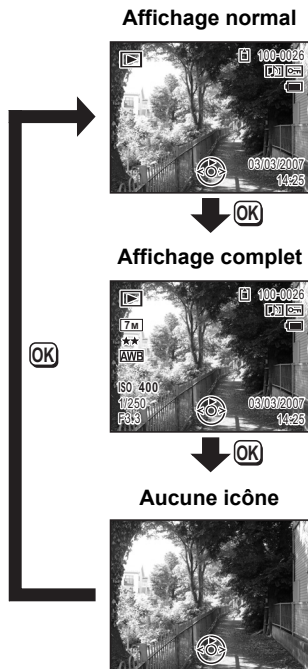 Affichage normal
100-0026
03/03/2007
14:25
OK
Affichage complet
100-0026
7M
AWB
ISO 400
1/250
F3.3
03/03/2007
14:25
OK
OK
Aucune icône